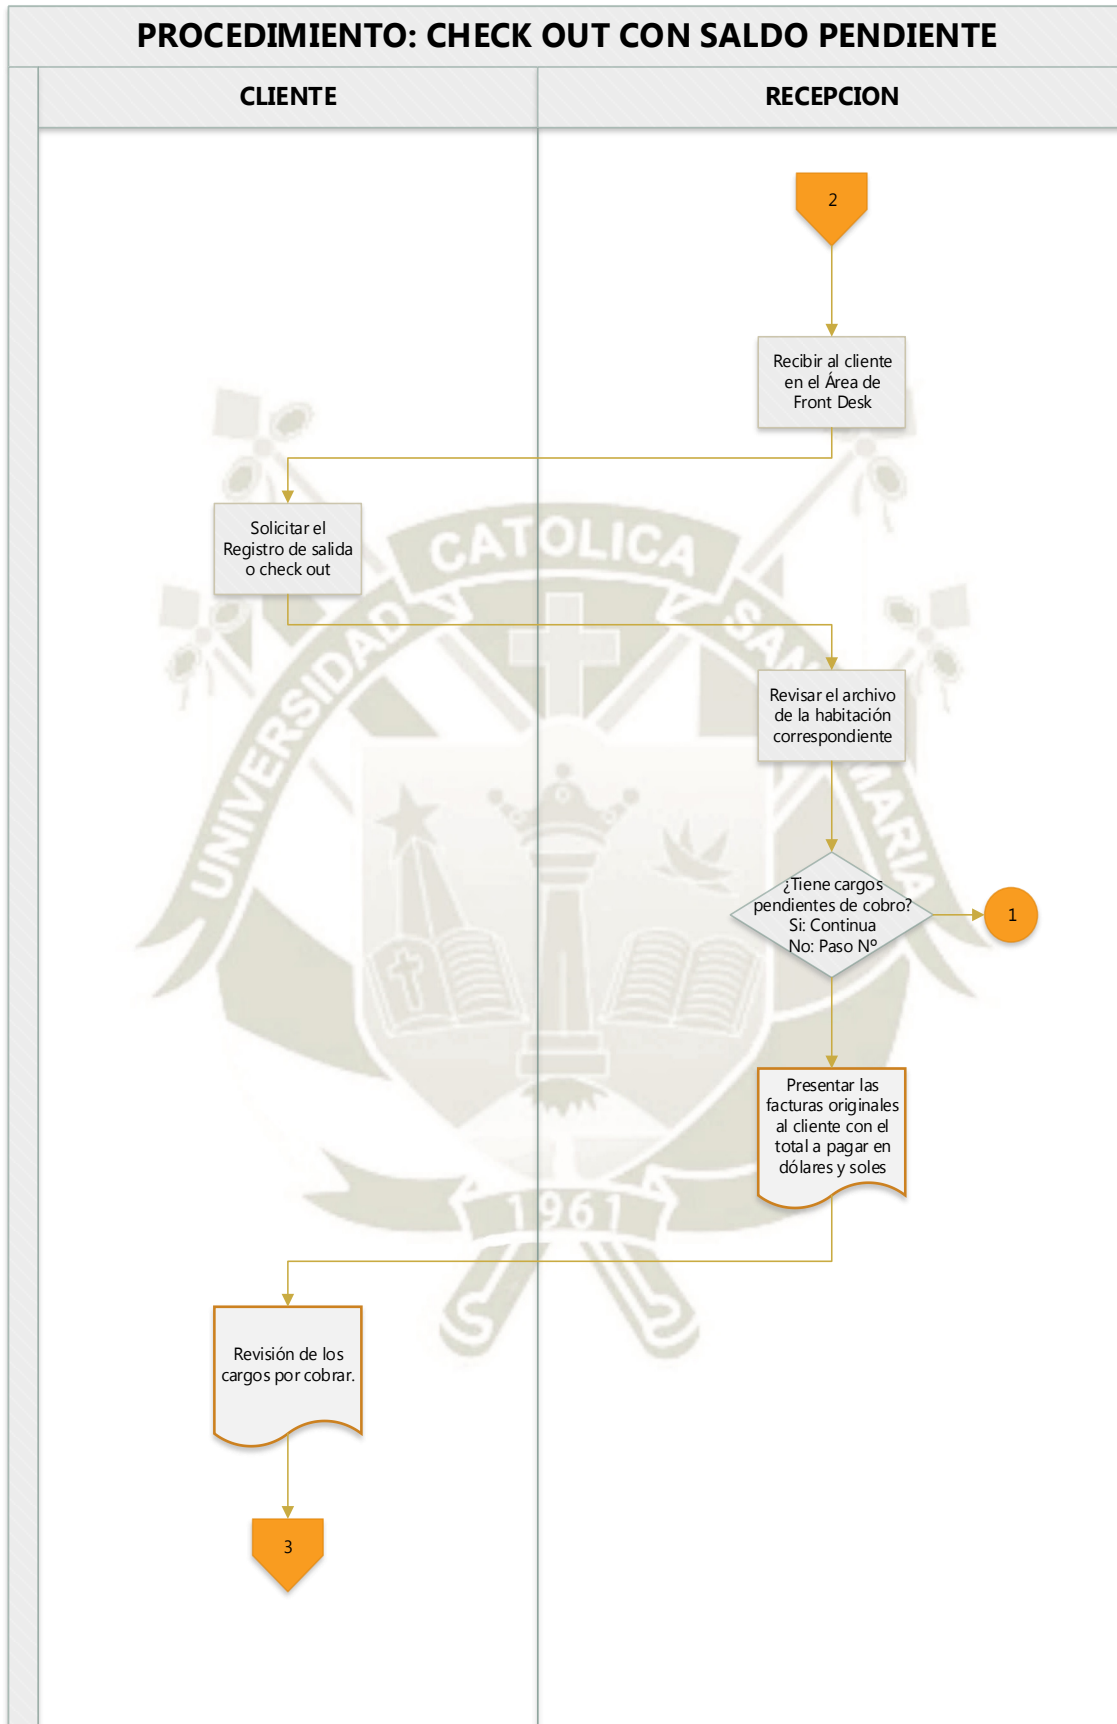 PROCEDIMIENTO: CHECK OUT CON SALDO PENDIENTE
CLIENTE
RECEPCION
2
Recibir al cliente
en el Área de
Front Desk
Solicitar el
Registro de salida
o check out
Revisar el archivo
de la habitación
correspondiente
¿Tiene cargos
pendientes de cobro?
Si: Continua
No: Paso Nº
1
Presentar las
facturas originales
al cliente con el
total a pagar en
dólares y soles
Revisión de los
cargos por cobrar.
3
UNIVERSIDAD CATOLICA SANTA MARIA
1961